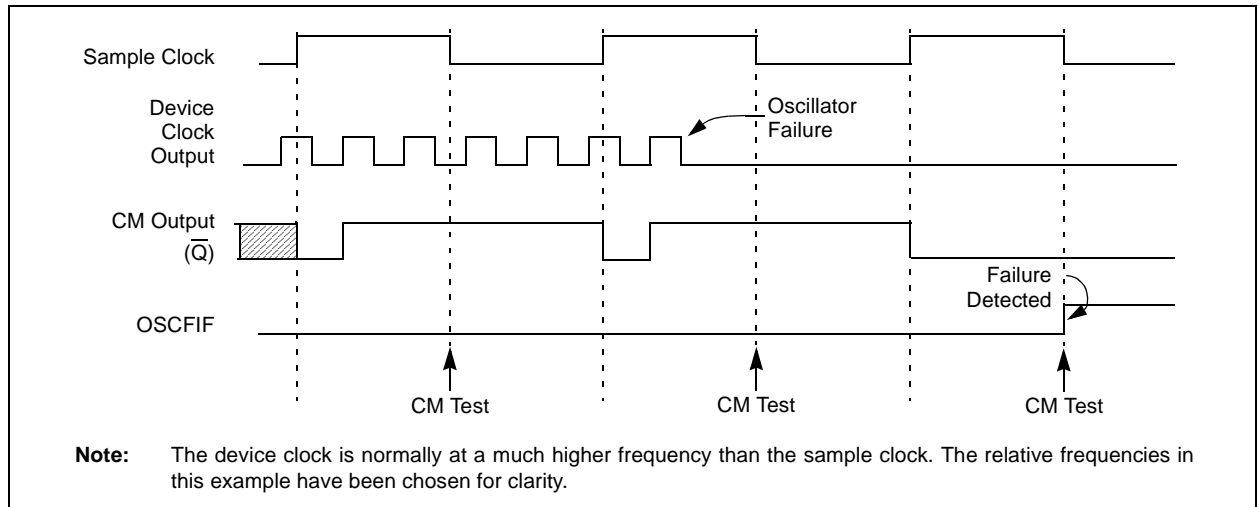 Sample Clock
Device
Clock
Output
Oscillator
Failure
CM Output
(Q̅)
Failure
Detected
OSCFIF
CM Test
CM Test
CM Test
Note: The device clock is normally at a much higher frequency than the sample clock. The relative frequencies in
this example have been chosen for clarity.